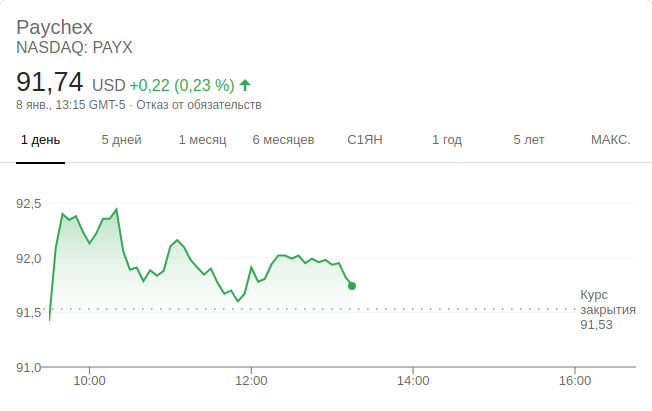 Paychex
NASDAQ: PAYX
91,74 USD +0,22 (0,23 %)
8 янв., 13:15 GMT-5 · Отказ от обязательств
1 день 5 дней 1 месяц 6 месяцев С1ЯН 1 год 5 лет МАКС.
92,5
92,0
91,5
91,0
Курс
закрытия
91,53
10:00 12:00 14:00 16:00